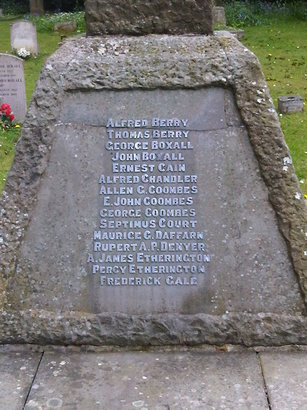 ALFRED BERRY
THOMAS BERRY
GEORGE BOXALL
JOHN BOXALL
ERNEST CAIN
ALFRED CHANDLER
ALLEN G. COOMBES
E. JOHN COOMBES
GEORGE COOMBES
SEPTIMUS COURT
MAURICE G. DAFFARN
RUPERT A. P. DENYER
A. JAMES ETHERINGTON
PERCY ETHERINGTON
FREDERICK GALE